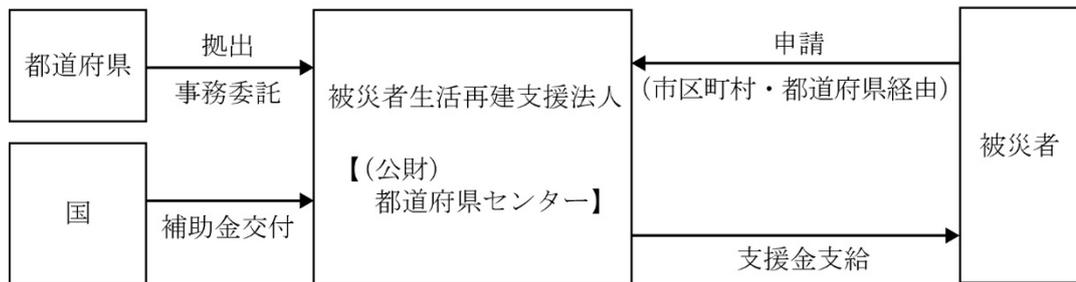 都道府県
拠出
事務委託
国
補助金交付
被災者生活再建支援法人
【(公財)
都道府県センター】
申請
(市区町村・都道府県経由)
支援金支給
被災者